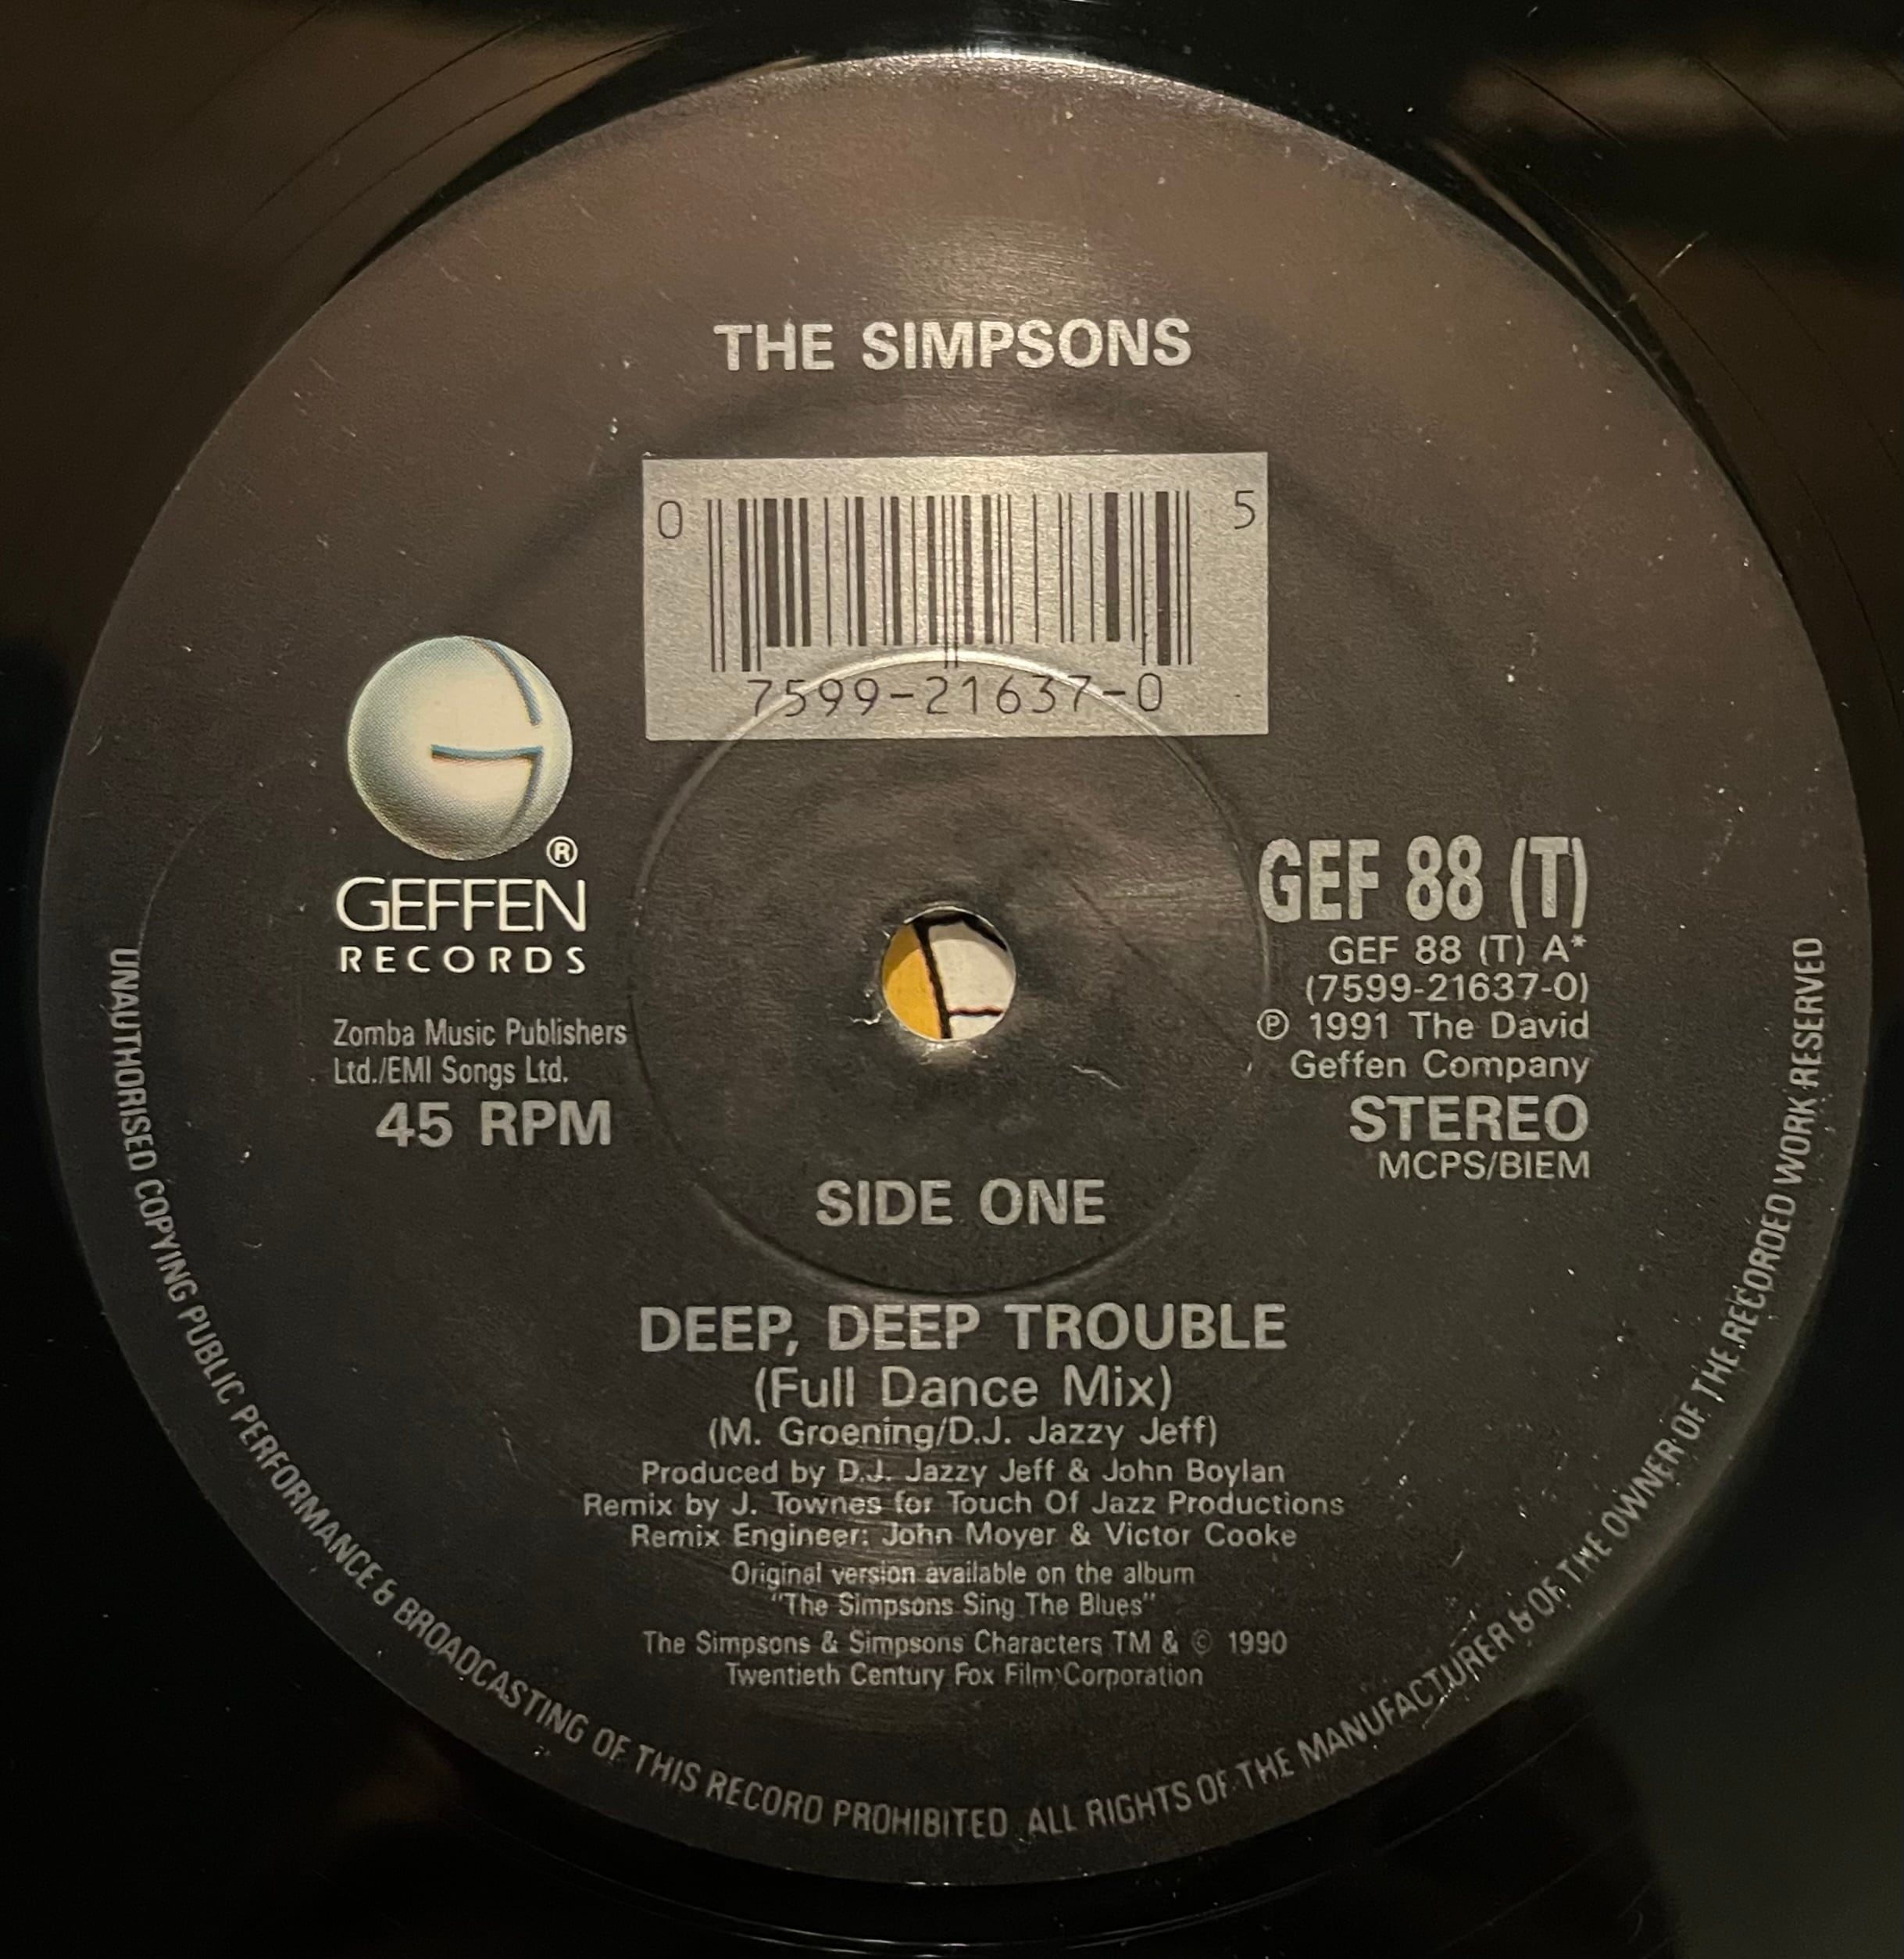 THE SIMPSONS
0 5
7599-21637-0
®
GEFFEN
RECORDS
Zomba Music Publishers
Ltd./EMI Songs Ltd.
45 RPM
GEF 88 (T)
GEF 88 (T) A*
(7599-21637-0)
℗ 1991 The David
Geffen Company
STEREO
MCPS/BIEM
SIDE ONE
DEEP, DEEP TROUBLE
(Full Dance Mix)
(M. Groening/D.J. Jazzy Jeff)
Produced by D.J. Jazzy Jeff & John Boylan
Remix by J. Townes for Touch Of Jazz Productions
Remix Engineer: John Moyer & Victor Cooke
Original version available on the album
"The Simpsons Sing The Blues"
The Simpsons & Simpsons Characters TM & © 1990
Twentieth Century Fox Film Corporation
UNAUTHORISED COPYING PUBLIC PERFORMANCE & BROADCASTING OF THIS RECORD PROHIBITED ALL RIGHTS OF THE MANUFACTURER & OF THE OWNER OF THE RECORDED WORK RESERVED